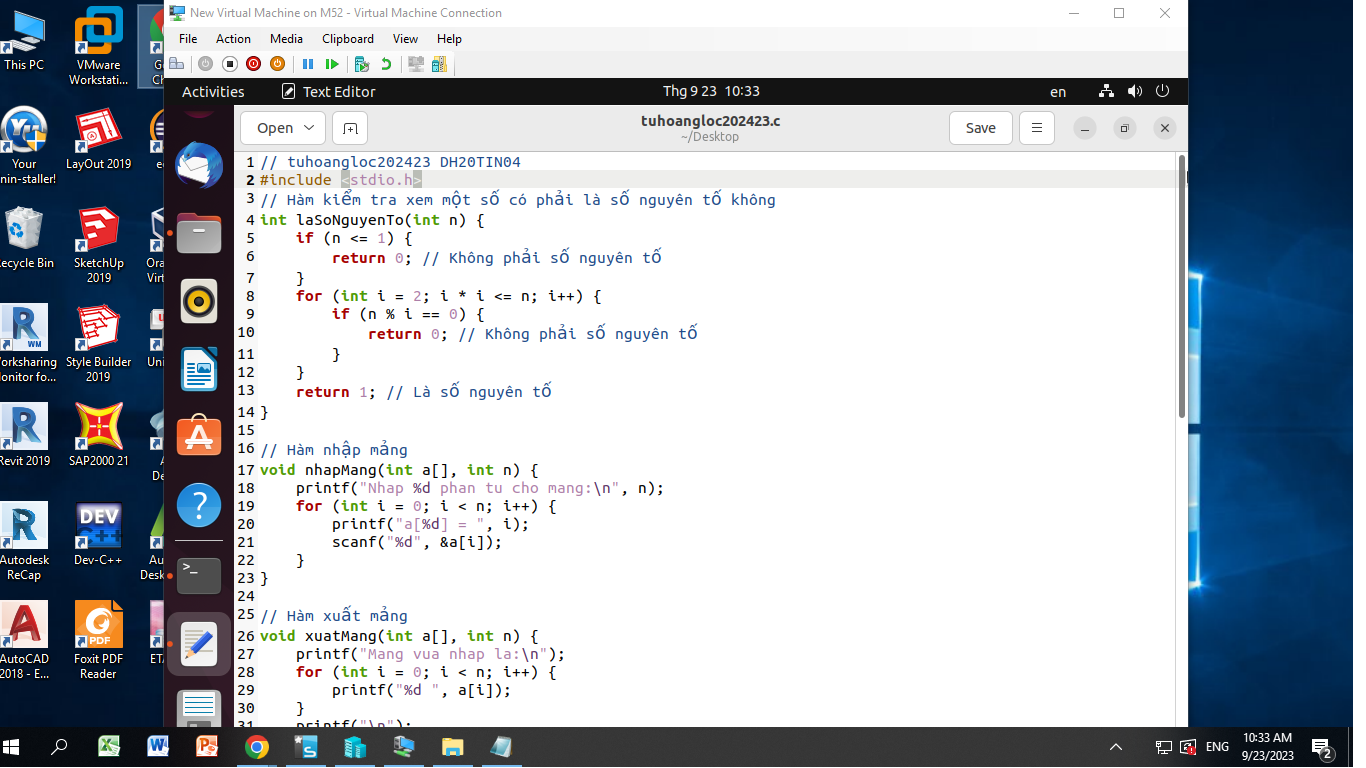 New Virtual Machine on M52 - Virtual Machine Connection
File Action Media Clipboard View Help
Activities Text Editor Thg 9 23 10:33 en
Open tuhoangloc202423.c Save
~/Desktop
1 // tuhoangloc202423 DH20TIN04
2 #include <stdio.h>
3 // Hàm kiểm tra xem một số có phải là số nguyên tố không
4 int laSoNguyenTo(int n) {
5 if (n <= 1) {
6 return 0; // Không phải số nguyên tố
7 }
8 for (int i = 2; i * i <= n; i++) {
9 if (n % i == 0) {
10 return 0; // Không phải số nguyên tố
11 }
12 }
13 return 1; // Là số nguyên tố
14 }
15
16 // Hàm nhập mảng
17 void nhapMang(int a[], int n) {
18 printf("Nhap %d phan tu cho mang:\n", n);
19 for (int i = 0; i < n; i++) {
20 printf("a[%d] = ", i);
21 scanf("%d", &a[i]);
22 }
23 }
24
25 // Hàm xuất mảng
26 void xuatMang(int a[], int n) {
27 printf("Mang vua nhap la:\n");
28 for (int i = 0; i < n; i++) {
29 printf("%d ", a[i]);
30 }
31 printf("\n");
This PC
VMware
Workstati...
Your
nin-staller!
LayOut 2019
ecycle Bin
SketchUp
2019
Ora
Virt
orksharing
onitor fo...
Style Builder
2019
Uni
Revit 2019
SAP2000 21
Autodesk
ReCap
DEV
Dev-C++
Au
Desk
AutoCAD
2018 - E...
PDF
Foxit PDF
Reader
ETA
ENG
10:33 AM
9/23/2023
2